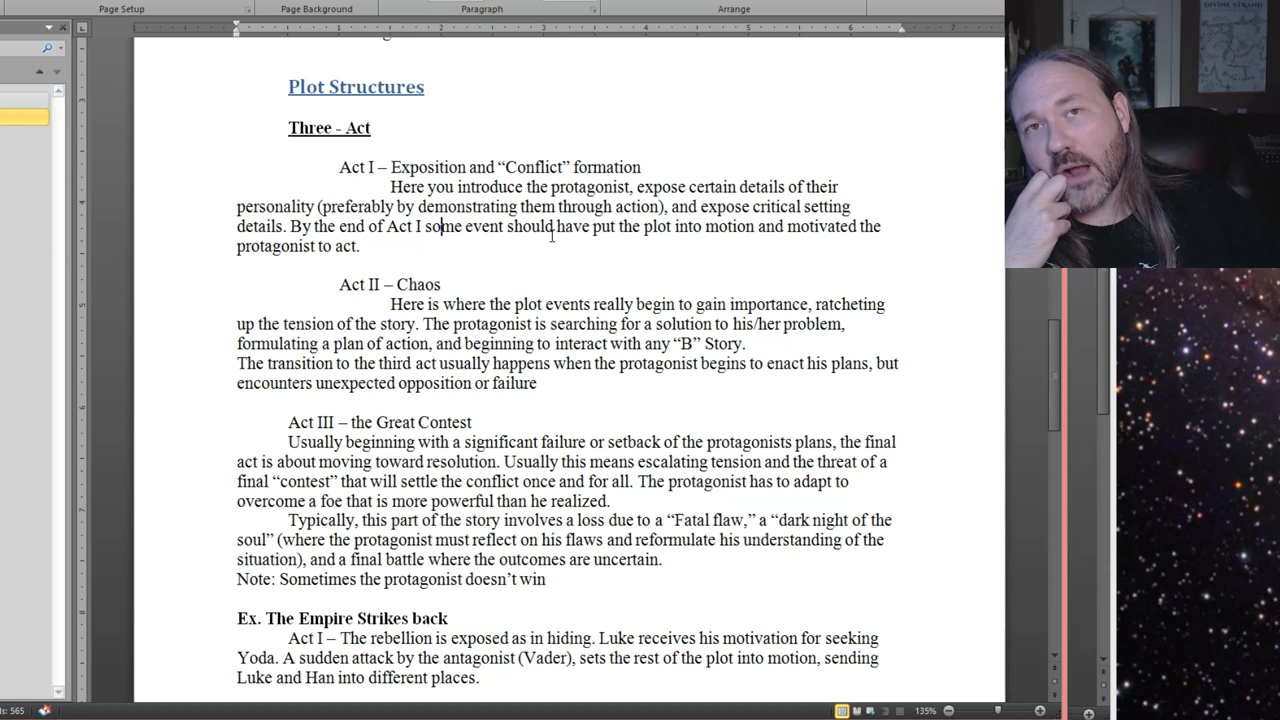 Page Setup
Page Background
Paragraph
Arrange
1
2
3
4
5
6
7
Plot Structures
Three - Act
Act I – Exposition and “Conflict” formation
Here you introduce the protagonist, expose certain details of their
personality (preferably by demonstrating them through action), and expose critical setting
details. By the end of Act I some event should have put the plot into motion and motivated the
protagonist to act.
Act II – Chaos
Here is where the plot events really begin to gain importance, ratcheting
up the tension of the story. The protagonist is searching for a solution to his/her problem,
formulating a plan of action, and beginning to interact with any “B” Story.
The transition to the third act usually happens when the protagonist begins to enact his plans, but
encounters unexpected opposition or failure
Act III – the Great Contest
Usually beginning with a significant failure or setback of the protagonists plans, the final
act is about moving toward resolution. Usually this means escalating tension and the threat of a
final “contest” that will settle the conflict once and for all. The protagonist has to adapt to
overcome a foe that is more powerful than he realized.
Typically, this part of the story involves a loss due to a “Fatal flaw,” a “dark night of the
soul” (where the protagonist must reflect on his flaws and reformulate his understanding of the
situation), and a final battle where the outcomes are uncertain.
Note: Sometimes the protagonist doesn’t win
Ex. The Empire Strikes back
Act I – The rebellion is exposed as in hiding. Luke receives his motivation for seeking
Yoda. A sudden attack by the antagonist (Vader), sets the rest of the plot into motion, sending
Luke and Han into different places.
DIVINE STRAND
ds: 565
135%